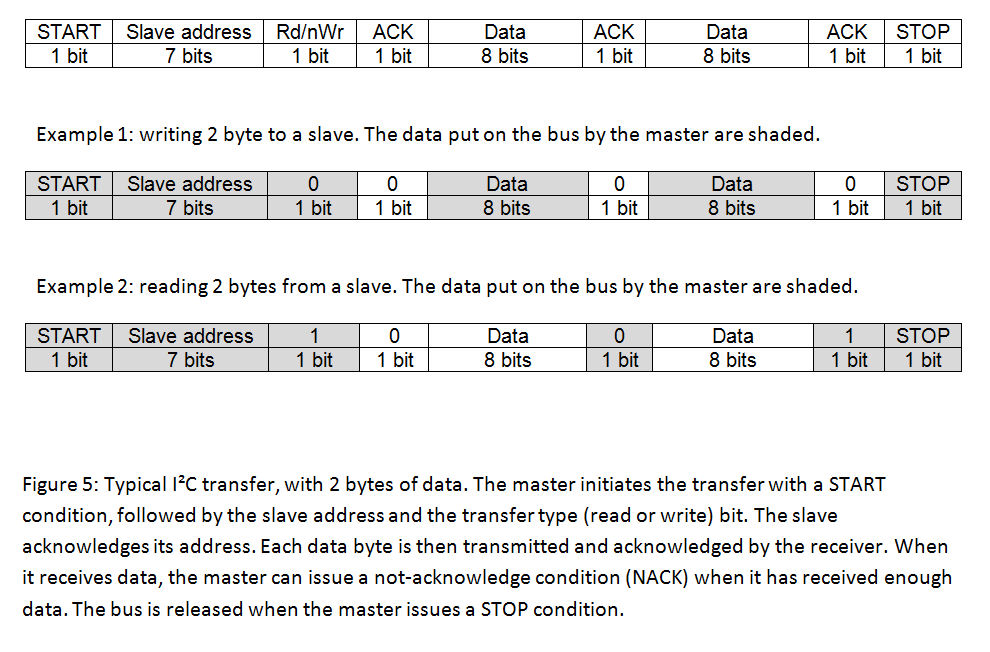 START Slave address Rd/nWr ACK Data ACK Data ACK STOP
1 bit 7 bits 1 bit 1 bit 8 bits 1 bit 8 bits 1 bit 1 bit
Example 1: writing 2 byte to a slave. The data put on the bus by the master are shaded.
START Slave address 0 0 Data 0 Data 0 STOP
1 bit 7 bits 1 bit 1 bit 8 bits 1 bit 8 bits 1 bit 1 bit
Example 2: reading 2 bytes from a slave. The data put on the bus by the master are shaded.
START Slave address 1 0 Data 0 Data 1 STOP
1 bit 7 bits 1 bit 1 bit 8 bits 1 bit 8 bits 1 bit 1 bit
Figure 5: Typical I²C transfer, with 2 bytes of data. The master initiates the transfer with a START
condition, followed by the slave address and the transfer type (read or write) bit. The slave
acknowledges its address. Each data byte is then transmitted and acknowledged by the receiver. When
it receives data, the master can issue a not-acknowledge condition (NACK) when it has received enough
data. The bus is released when the master issues a STOP condition.